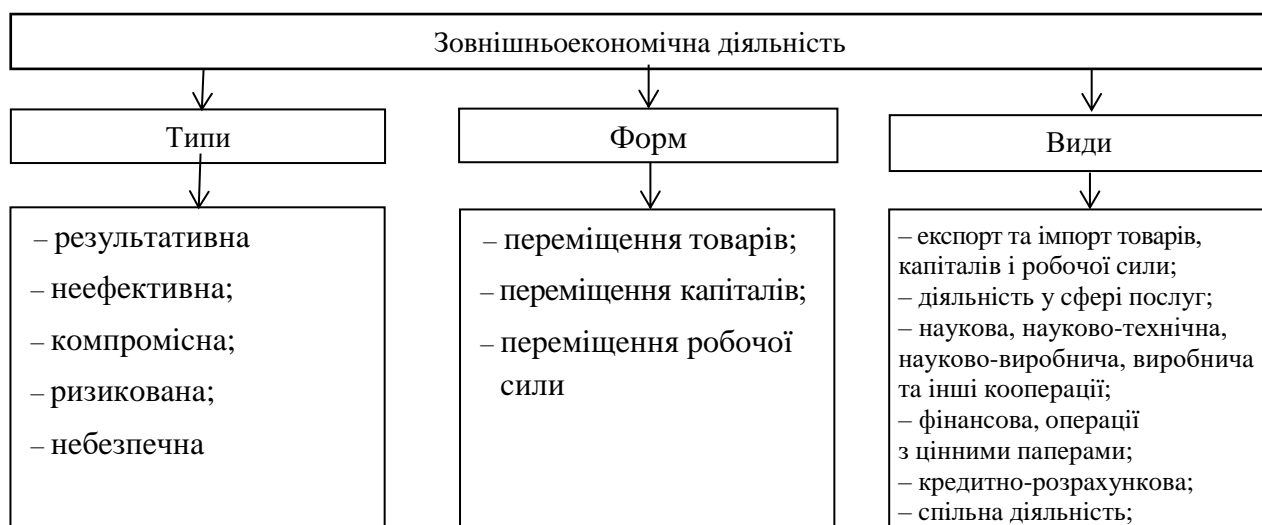 Зовнішньоекономічна діяльність
Типи
– результативна
– неефективна;
– компромісна;
– ризикована;
– небезпечна
Форм
– переміщення товарів;
– переміщення капіталів;
– переміщення робочої
сили
Види
– експорт та імпорт товарів,
капіталів і робочої сили;
– діяльність у сфері послуг;
– наукова, науково-технічна,
науково-виробнича, виробнича
та інші кооперації;
– фінансова, операції
з цінними паперами;
– кредитно-розрахункова;
– спільна діяльність;